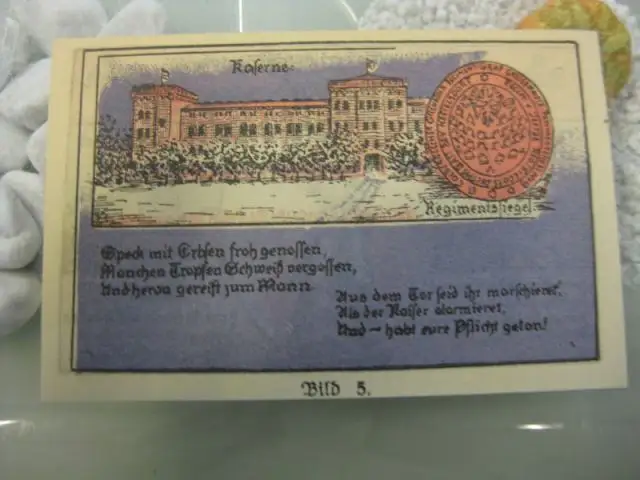 Kaserne:
Regimentssiegel
Speck mit Erbsen froh genossen,
Manchen Tropfen Schweiß vergossen,
Und heran gereift zum Mann
Aus dem Tor seid ihr marschieret,
Als der Kaiser alarmieret,
Und – habt eure Pflicht getan!
Bild 5.